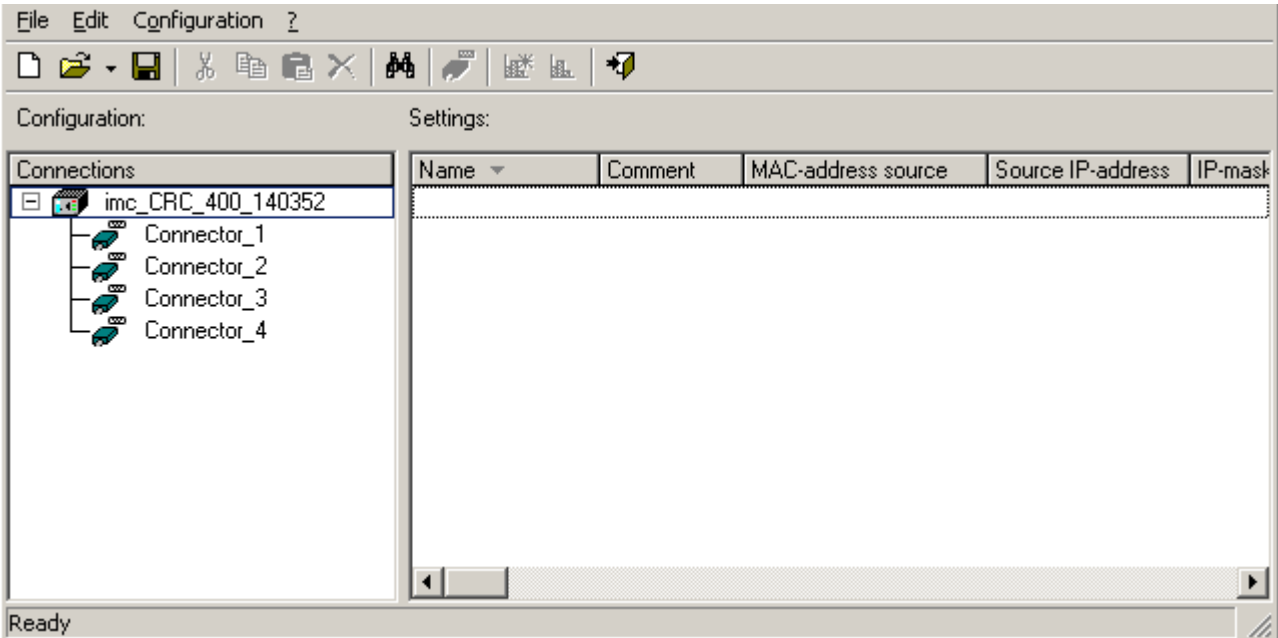 File Edit Configuration ?
Configuration: Settings:
Connections Name Comment MAC-address source Source IP-address IP-mask
imc_CRC_400_140352
Connector_1
Connector_2
Connector_3
Connector_4
Ready